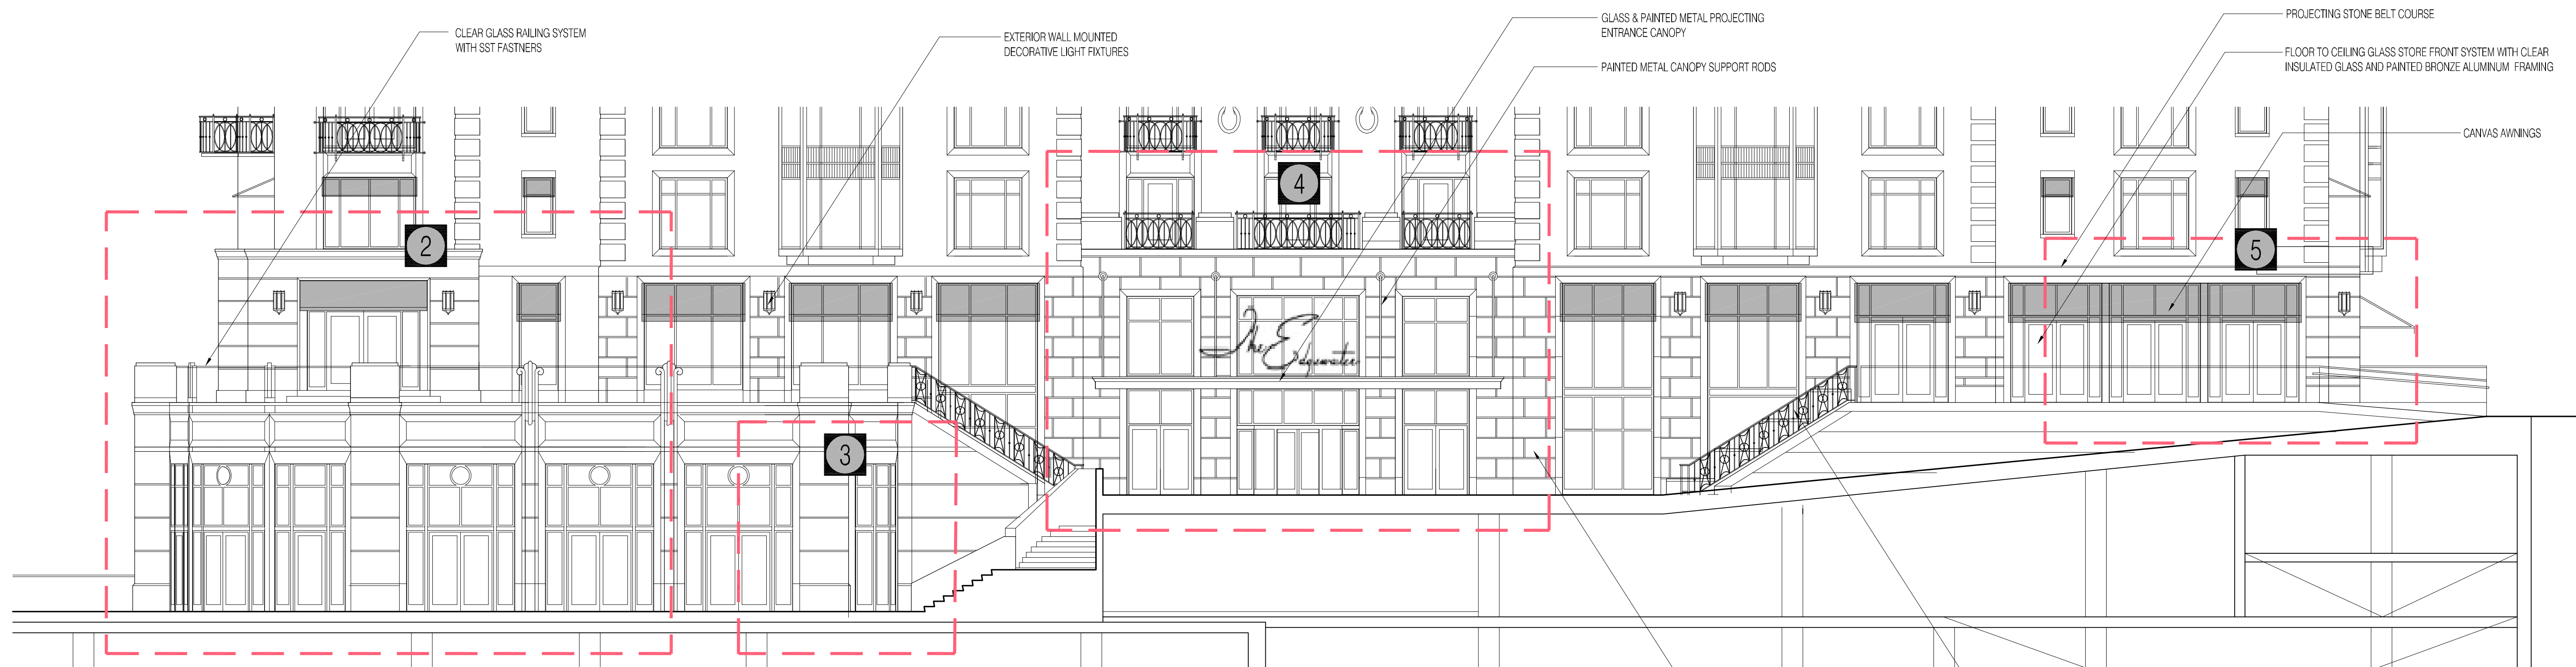 CLEAR GLASS RAILING SYSTEM
WITH SST FASTNERS
EXTERIOR WALL MOUNTED
DECORATIVE LIGHT FIXTURES
GLASS & PAINTED METAL PROJECTING
ENTRANCE CANOPY
PAINTED METAL CANOPY SUPPORT RODS
PROJECTING STONE BELT COURSE
FLOOR TO CEILING GLASS STORE FRONT SYSTEM WITH CLEAR
INSULATED GLASS AND PAINTED BRONZE ALUMINUM FRAMING
CANVAS AWNINGS
4
2
5
The Edgewater
3